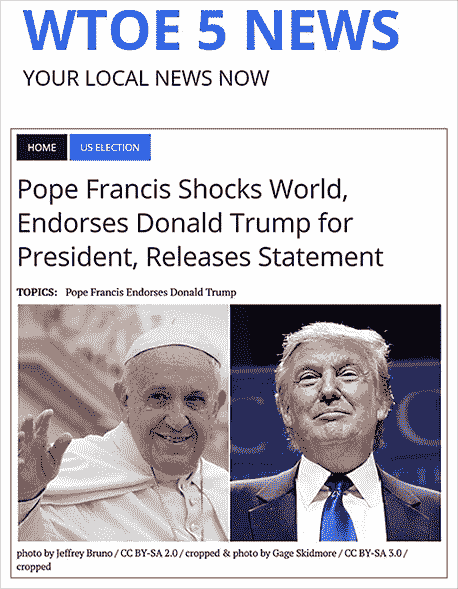 WTOE 5 NEWS
YOUR LOCAL NEWS NOW
HOME US ELECTION
Pope Francis Shocks World,
Endorses Donald Trump for
President, Releases Statement
TOPICS: Pope Francis Endorses Donald Trump
photo by Jeffrey Bruno / CC BY-SA 2.0 / cropped & photo by Gage Skidmore / CC BY-SA 3.0 /
cropped